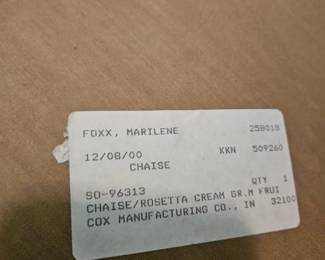 FOXX, MARILENE 258018
12/08/00 KKN 509260
CHAISE
SO-96313 QTY 1
CHAISE/ROSETTA CREAM GR.M FRUI
COX MANUFACTURING CO., IN 32100